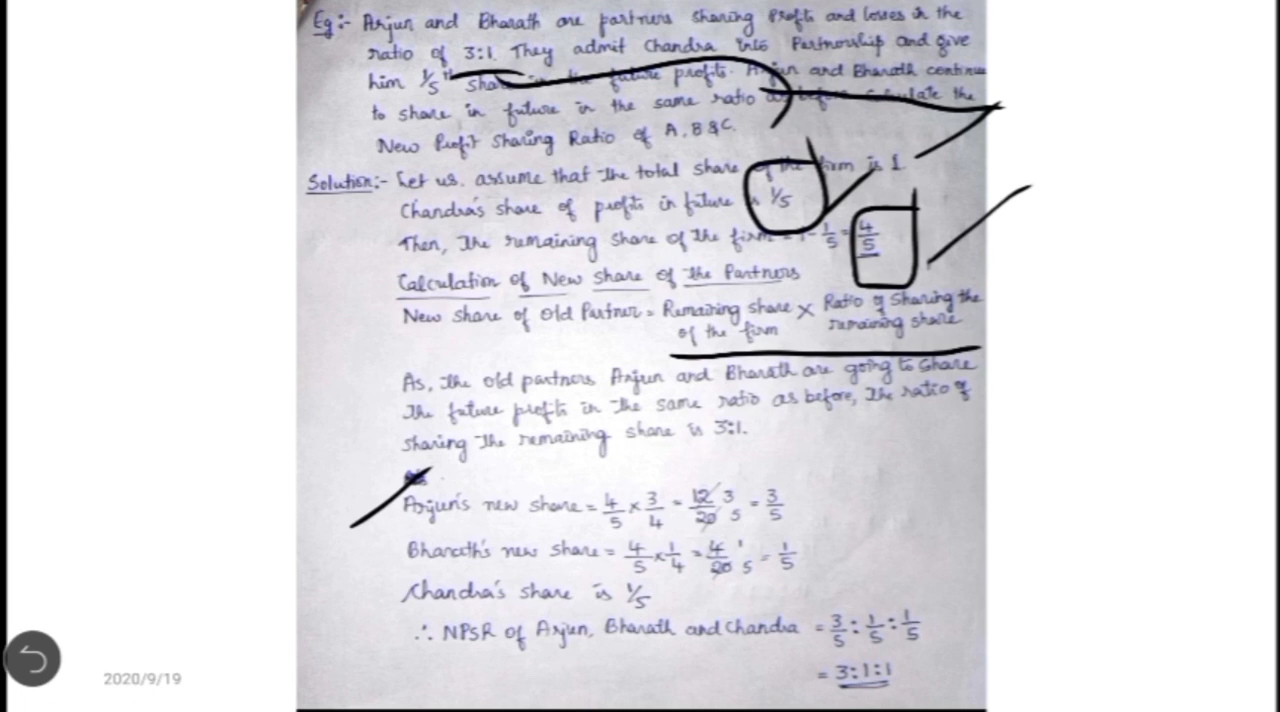 Eg:- Arjun and Bharath are partners sharing Profits and losses in the
ratio of 3:1. They admit Chandra into Partnership and give
him 1/5th share in the future profits. Arjun and Bharath continue
to share in future in the same ratio as before Calculate the
New Profit Sharing Ratio of A, B & C.
Solution:- Let us. assume that the total share of the firm is 1
Chandra's share of profits in future is 1/5
Then, The remaining share of the firm = 1 - 1/5 = 4/5
Calculation of New share of the Partners
New share of Old Partner = Remaining share of the firm × Ratio of Sharing the remaining share
As, the old partners Arjun and Bharath are going to share
The future profits in the same ratio as before, The ratio of
sharing the remaining share is 3:1.
Arjun's new share = 4/5 × 3/4 = 12/20 3 5 = 3/5
Bharath's new share = 4/5 × 1/4 = 4/20 1 5 = 1/5
Chandra's share is 1/5
∴ NPSR of Arjun, Bharath and Chandra = 3/5 : 1/5 : 1/5
= 3:1:1
2020/9/19